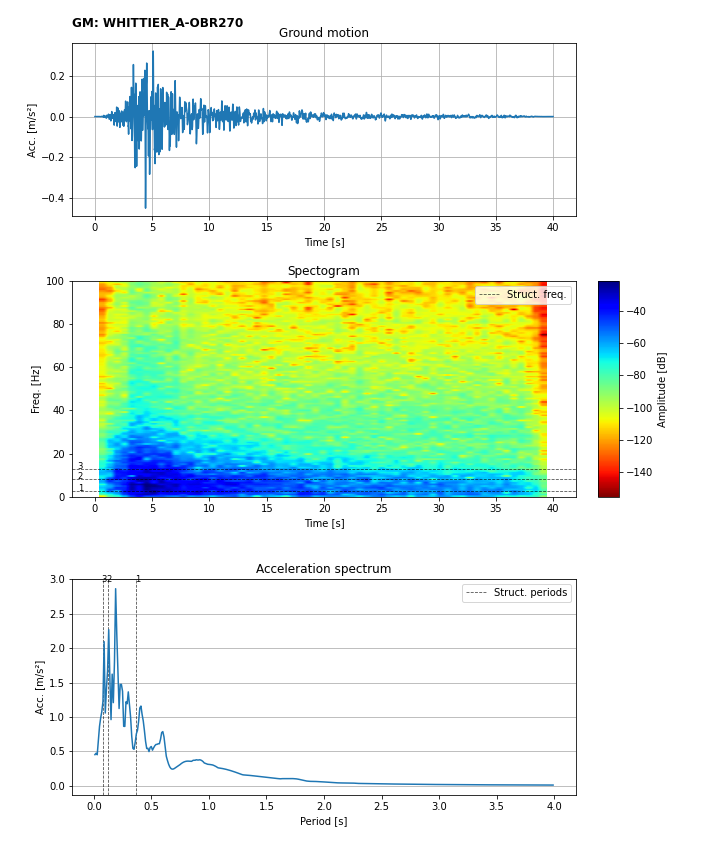 GM: WHITTIER_A-OBR270
Ground motion
Acc. [m/s²]
0.2
0.0
−0.2
−0.4
0 5 10 15 20 25 30 35 40
Time [s]
Spectogram
Freq. [Hz]
100
80
60
40
20
0
Struct. freq.
3
2
1
0 5 10 15 20 25 30 35 40
Time [s]
−40
−60
−80
−100
−120
−140
Amplitude [dB]
Acceleration spectrum
Acc. [m/s²]
3.0
2.5
2.0
1.5
1.0
0.5
0.0
3 2 1
Struct. periods
0.0 0.5 1.0 1.5 2.0 2.5 3.0 3.5 4.0
Period [s]